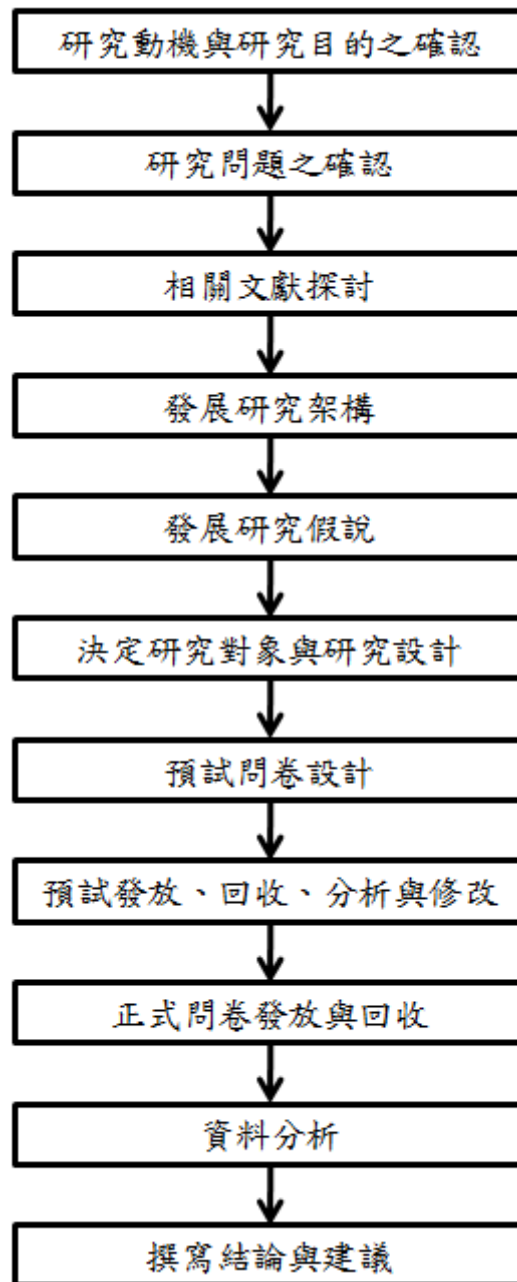 研究動機與研究目的之確認
研究問題之確認
相關文獻探討
發展研究架構
發展研究假說
決定研究對象與研究設計
預試問卷設計
預試發放、回收、分析與修改
正式問卷發放與回收
資料分析
撰寫結論與建議